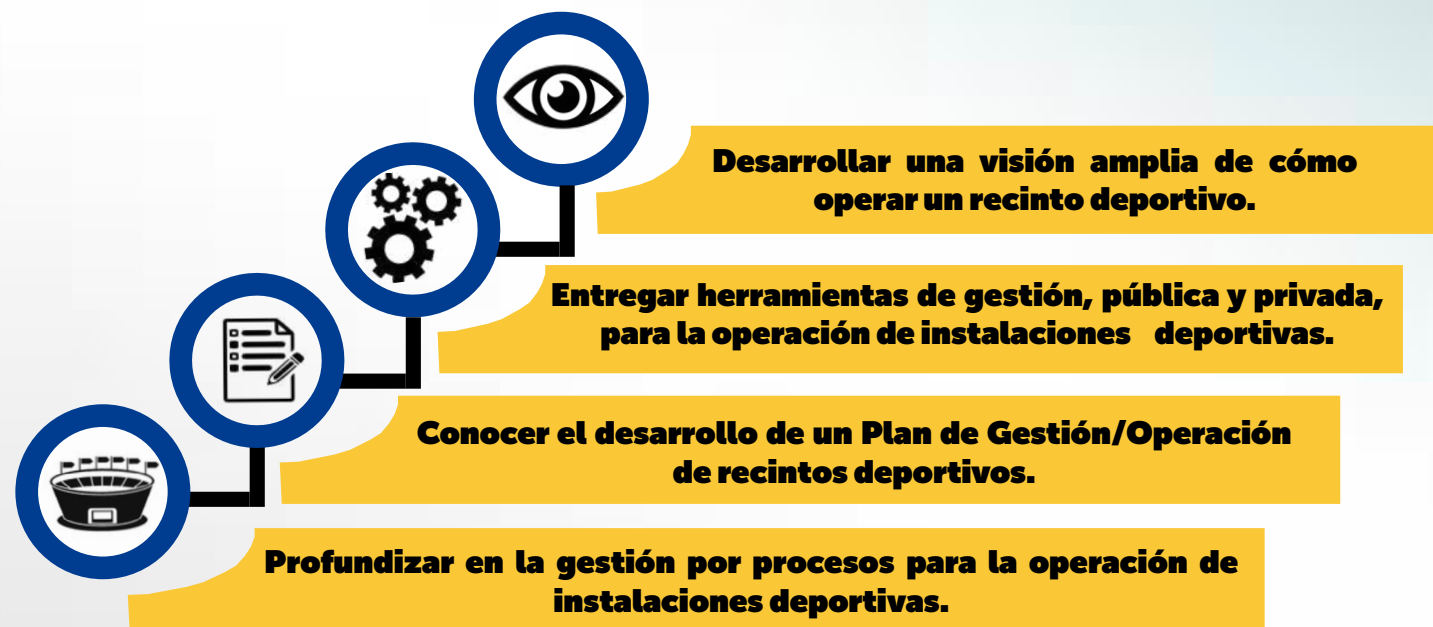 Desarrollar una visión amplia de cómo
operar un recinto deportivo.
Entregar herramientas de gestión, pública y privada,
para la operación de instalaciones deportivas.
Conocer el desarrollo de un Plan de Gestión/Operación
de recintos deportivos.
Profundizar en la gestión por procesos para la operación de
instalaciones deportivas.